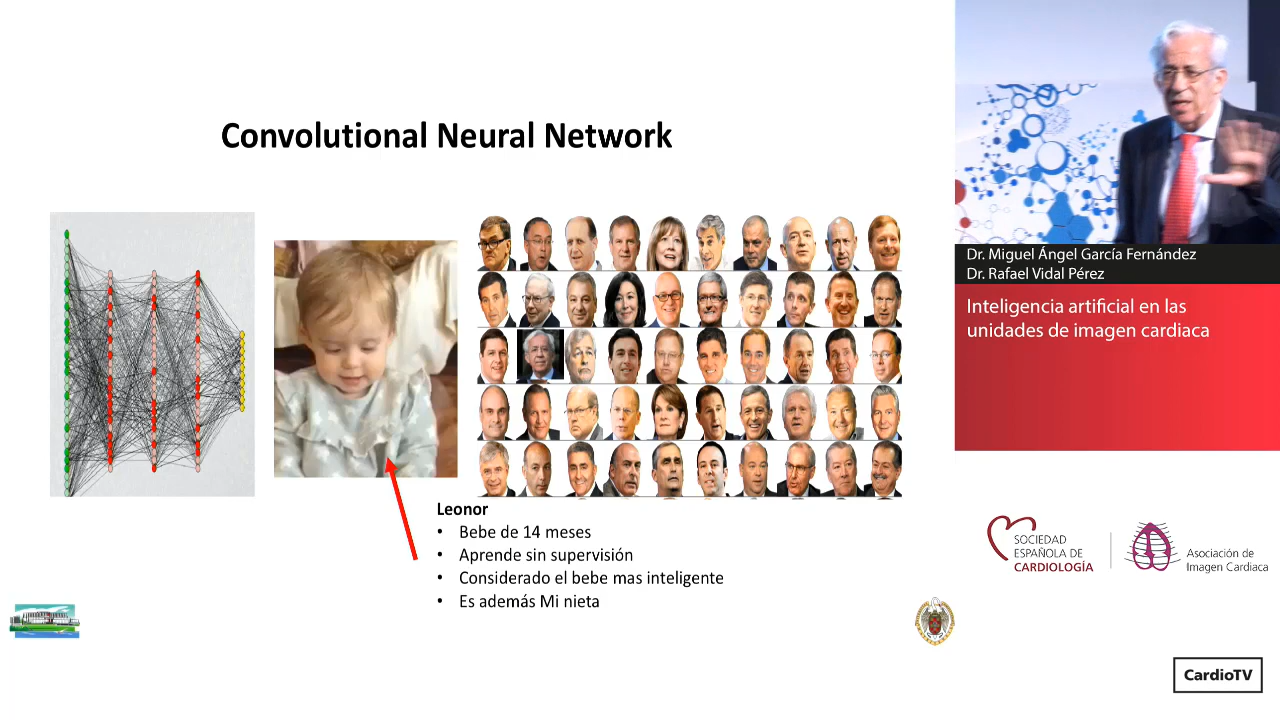 Convolutional Neural Network
Leonor
• Bebe de 14 meses
• Aprende sin supervisión
• Considerado el bebe mas inteligente
• Es además Mi nieta
Dr. Miguel Ángel García Fernández
Dr. Rafael Vidal Pérez
Inteligencia artificial en las
unidades de imagen cardiaca
SOCIEDAD
ESPAÑOLA DE
CARDIOLOGÍA
Asociación de
Imagen Cardiaca
CardioTV